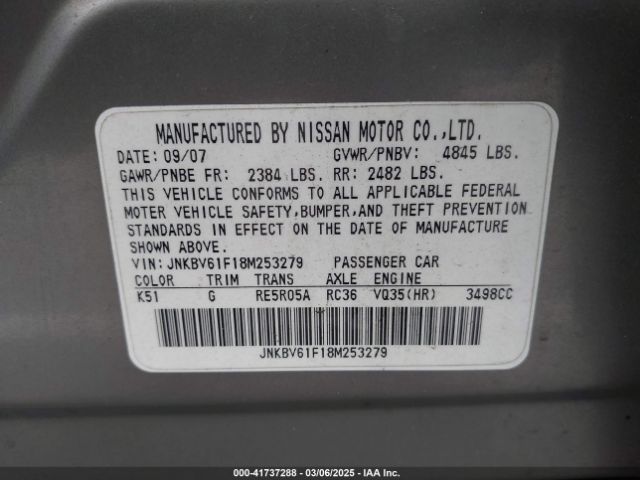 MANUFACTURED BY NISSAN MOTOR CO.,LTD.
DATE: 09/07 GVWR/PNBV: 4845 LBS.
GAWR/PNBE FR: 2384 LBS. RR: 2482 LBS.
THIS VEHICLE CONFORMS TO ALL APPLICABLE FEDERAL
MOTER VEHICLE SAFETY,BUMPER,AND THEFT PREVENTION
STANDARDS IN EFFECT ON THE DATE OF MANUFACTURE
SHOWN ABOVE.
VIN: JNKBV61F18M253279 PASSENGER CAR
COLOR TRIM TRANS AXLE ENGINE
K51 G RE5R05A RC36 VQ35(HR) 3498CC
JNKBV61F18M253279
000-41737288 - 03/06/2025 - IAAI.com